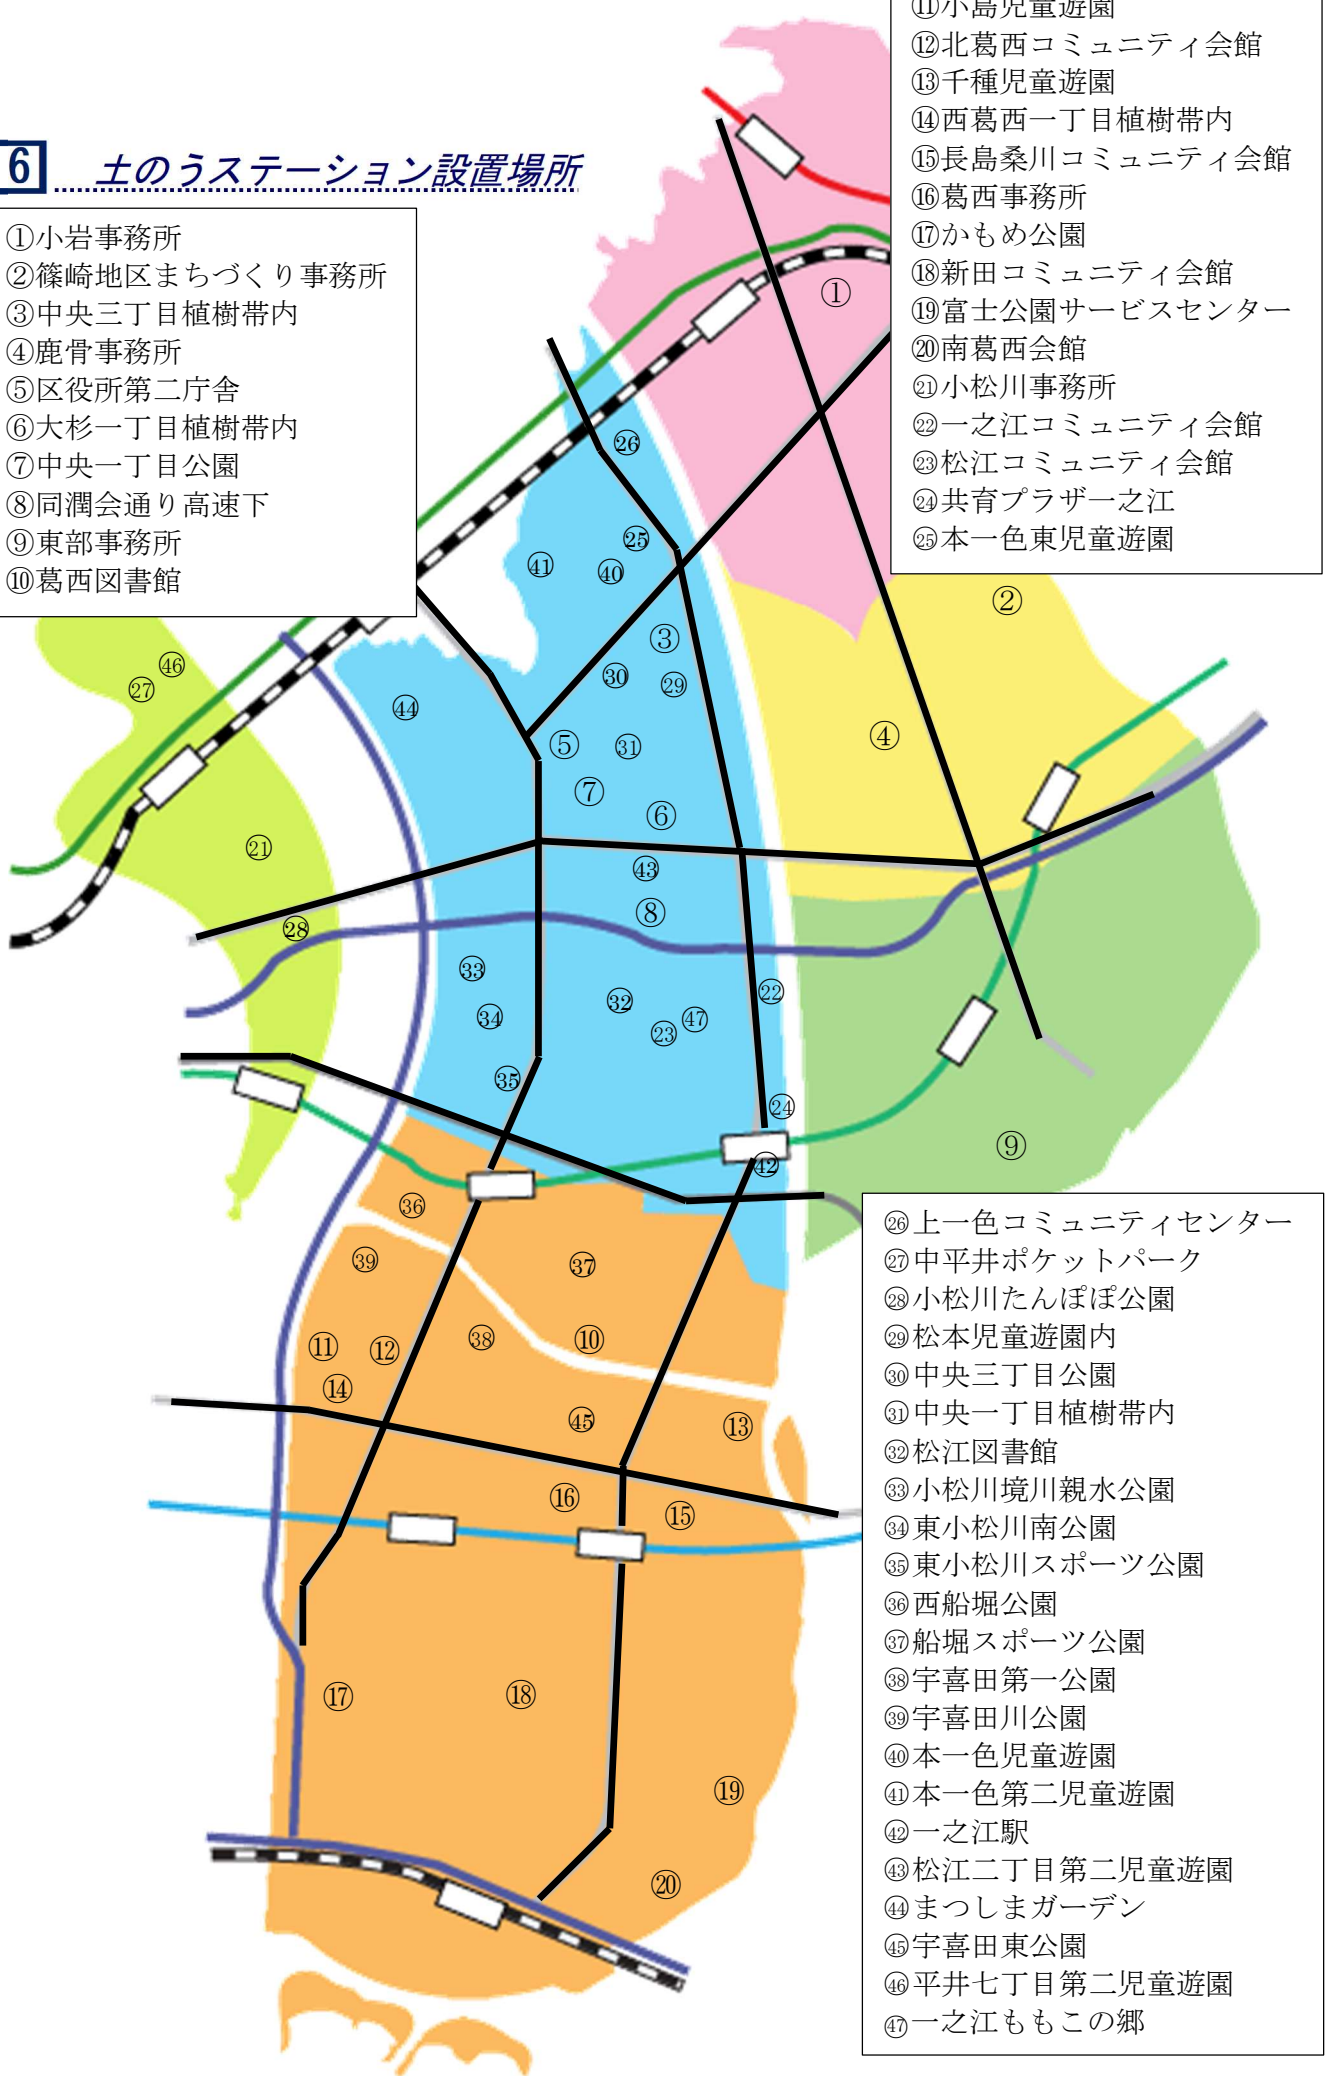 6 土のうステーション設置場所
①小岩事務所
②篠崎地区まちづくり事務所
③中央三丁目植樹帯内
④鹿骨事務所
⑤区役所第二庁舎
⑥大杉一丁目植樹帯内
⑦中央一丁目公園
⑧同潤会通り高速下
⑨東部事務所
⑩葛西図書館
⑪小島児童遊園
⑫北葛西コミュニティ会館
⑬千種児童遊園
⑭西葛西一丁目植樹帯内
⑮長島桑川コミュニティ会館
⑯葛西事務所
⑰かもめ公園
⑱新田コミュニティ会館
⑲富士公園サービスセンター
⑳南葛西会館
㉑小松川事務所
㉒一之江コミュニティ会館
㉓松江コミュニティ会館
㉔共育プラザ一之江
㉕本一色東児童遊園
①
㉖
㉕
㊶
㊵
②
③
㊻
㉚
㉙
㉗
㊹
④
⑤
㉛
⑦
⑥
㉑
㊸
⑧
㉘
㉝
㉒
㉜
㉞
㊼
㉓
㉟
㉔
⑨
㊷
㊱
㊴
㊲
㊳
⑩
⑪
⑫
⑭
㊺
⑬
⑯
⑮
⑰
⑱
⑲
⑳
㉖上一色コミュニティセンター
㉗中平井ポケットパーク
㉘小松川たんぽぽ公園
㉙松本児童遊園内
㉚中央三丁目公園
㉛中央一丁目植樹帯内
㉜松江図書館
㉝小松川境川親水公園
㉞東小松川南公園
㉟東小松川スポーツ公園
㊱西船堀公園
㊲船堀スポーツ公園
㊳宇喜田第一公園
㊴宇喜田川公園
㊵本一色児童遊園
㊶本一色第二児童遊園
㊷一之江駅
㊸松江二丁目第二児童遊園
㊹まつしまガーデン
㊺宇喜田東公園
㊻平井七丁目第二児童遊園
㊼一之江ももこの郷